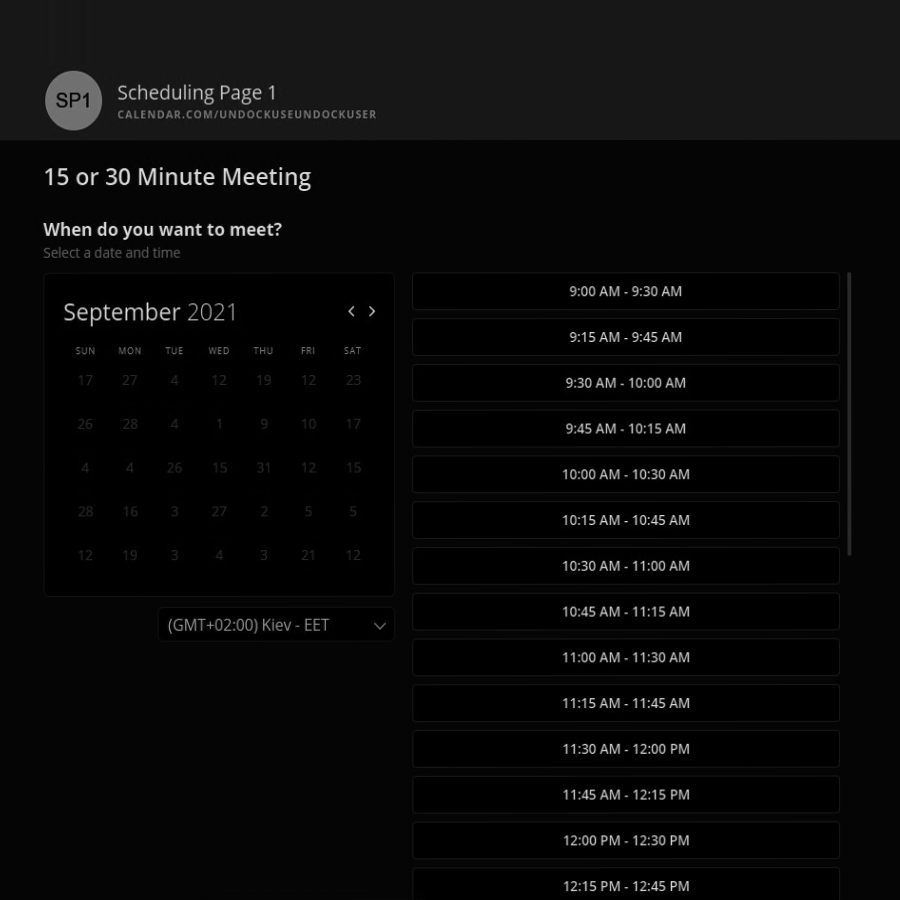 SP1
Scheduling Page 1
CALENDAR.COM/UNDOCKUSEUNDOCKUSER
15 or 30 Minute Meeting
When do you want to meet?
Select a date and time
September 2021
< >
SUN MON TUE WED THU FRI SAT
17 27 4 12 19 12 23
26 28 4 1 9 10 17
4 4 26 15 31 12 15
28 16 3 27 2 5 5
12 19 3 4 3 21 12
(GMT+02:00) Kiev - EET
9:00 AM - 9:30 AM
9:15 AM - 9:45 AM
9:30 AM - 10:00 AM
9:45 AM - 10:15 AM
10:00 AM - 10:30 AM
10:15 AM - 10:45 AM
10:30 AM - 11:00 AM
10:45 AM - 11:15 AM
11:00 AM - 11:30 AM
11:15 AM - 11:45 AM
11:30 AM - 12:00 PM
11:45 AM - 12:15 PM
12:00 PM - 12:30 PM
12:15 PM - 12:45 PM